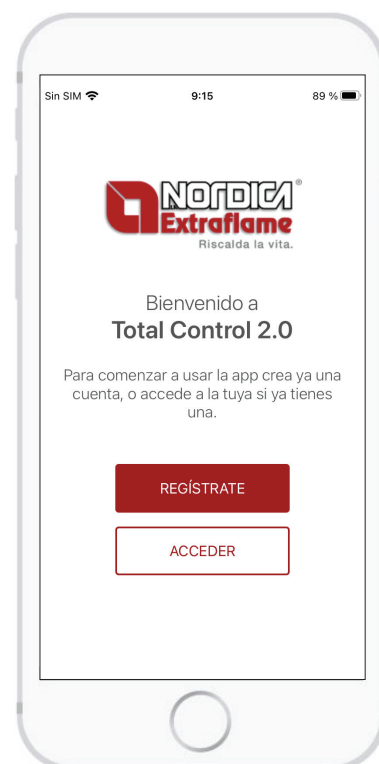 Sin SIM 9:15 89 %
LA NORDICA ®
Extraflame
Riscalda la vita.
Bienvenido a
Total Control 2.0
Para comenzar a usar la app crea ya una
cuenta, o accede a la tuya si ya tienes
una.
REGÍSTRATE
ACCEDER